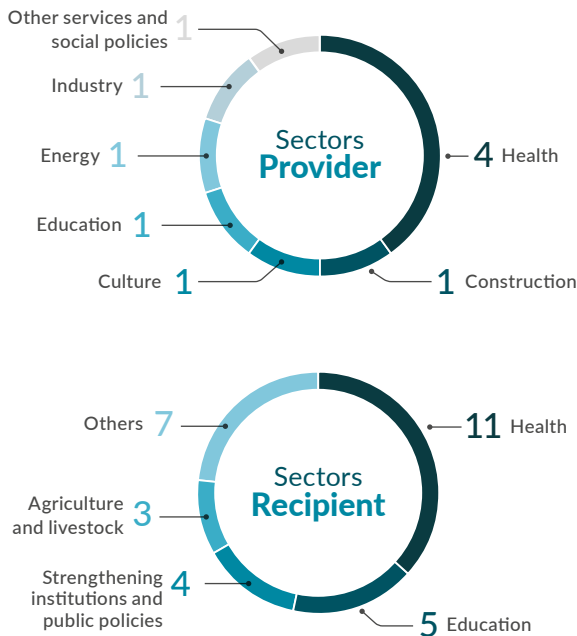 Other services and
social policies 1
Industry 1
Energy 1
Education 1
Culture 1
Sectors
Provider
4 Health
1 Construction
Others 7
Agriculture
and livestock 3
Strengthening
institutions and
public policies 4
Sectors
Recipient
11 Health
5 Education